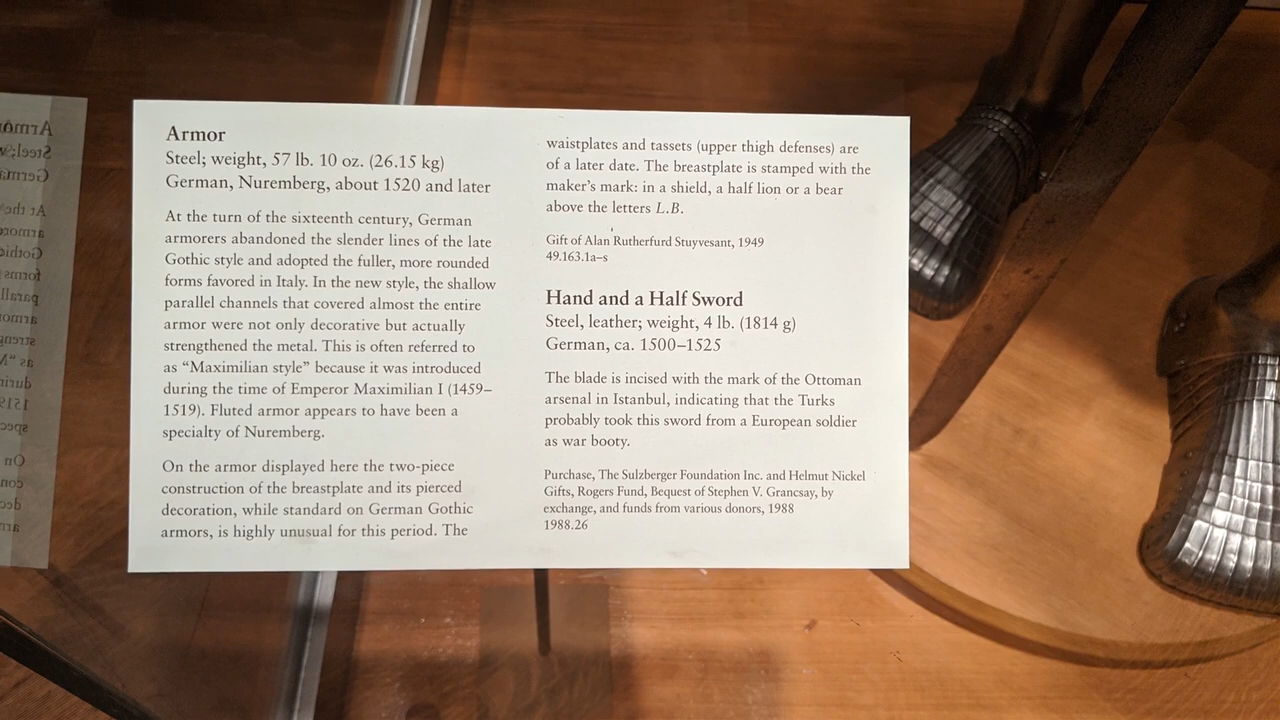 Armor
Steel; weight, 57 lb. 10 oz. (26.15 kg)
German, Nuremberg, about 1520 and later
At the turn of the sixteenth century, German
armorers abandoned the slender lines of the late
Gothic style and adopted the fuller, more rounded
forms favored in Italy. In the new style, the shallow
parallel channels that covered almost the entire
armor were not only decorative but actually
strengthened the metal. This is often referred to
as “Maximilian style” because it was introduced
during the time of Emperor Maximilian I (1459–
1519). Fluted armor appears to have been a
specialty of Nuremberg.
On the armor displayed here the two-piece
construction of the breastplate and its pierced
decoration, while standard on German Gothic
armors, is highly unusual for this period. The
waistplates and tassets (upper thigh defenses) are
of a later date. The breastplate is stamped with the
maker’s mark: in a shield, a half lion or a bear
above the letters L.B.
Gift of Alan Rutherfurd Stuyvesant, 1949
49.163.1a–s
Hand and a Half Sword
Steel, leather; weight, 4 lb. (1814 g)
German, ca. 1500–1525
The blade is incised with the mark of the Ottoman
arsenal in Istanbul, indicating that the Turks
probably took this sword from a European soldier
as war booty.
Purchase, The Sulzberger Foundation Inc. and Helmut Nickel
Gifts, Rogers Fund, Bequest of Stephen V. Grancsay, by
exchange, and funds from various donors, 1988
1988.26